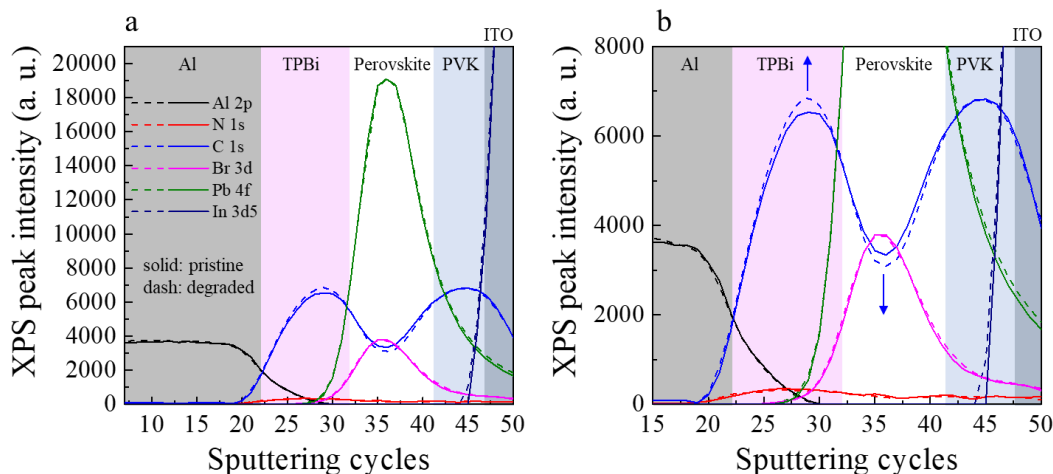 a
ITO
Al
TPBi
Perovskite
PVK
XPS peak intensity (a. u.)
20000
18000
16000
14000
12000
10000
8000
6000
4000
2000
0
Al 2p
N 1s
C 1s
Br 3d
Pb 4f
In 3d5
solid: pristine
dash: degraded
10 15 20 25 30 35 40 45 50
Sputtering cycles
b
ITO
Al
TPBi
Perovskite
PVK
XPS peak intensity (a. u.)
8000
6000
4000
2000
0
15 20 25 30 35 40 45 50
Sputtering cycles